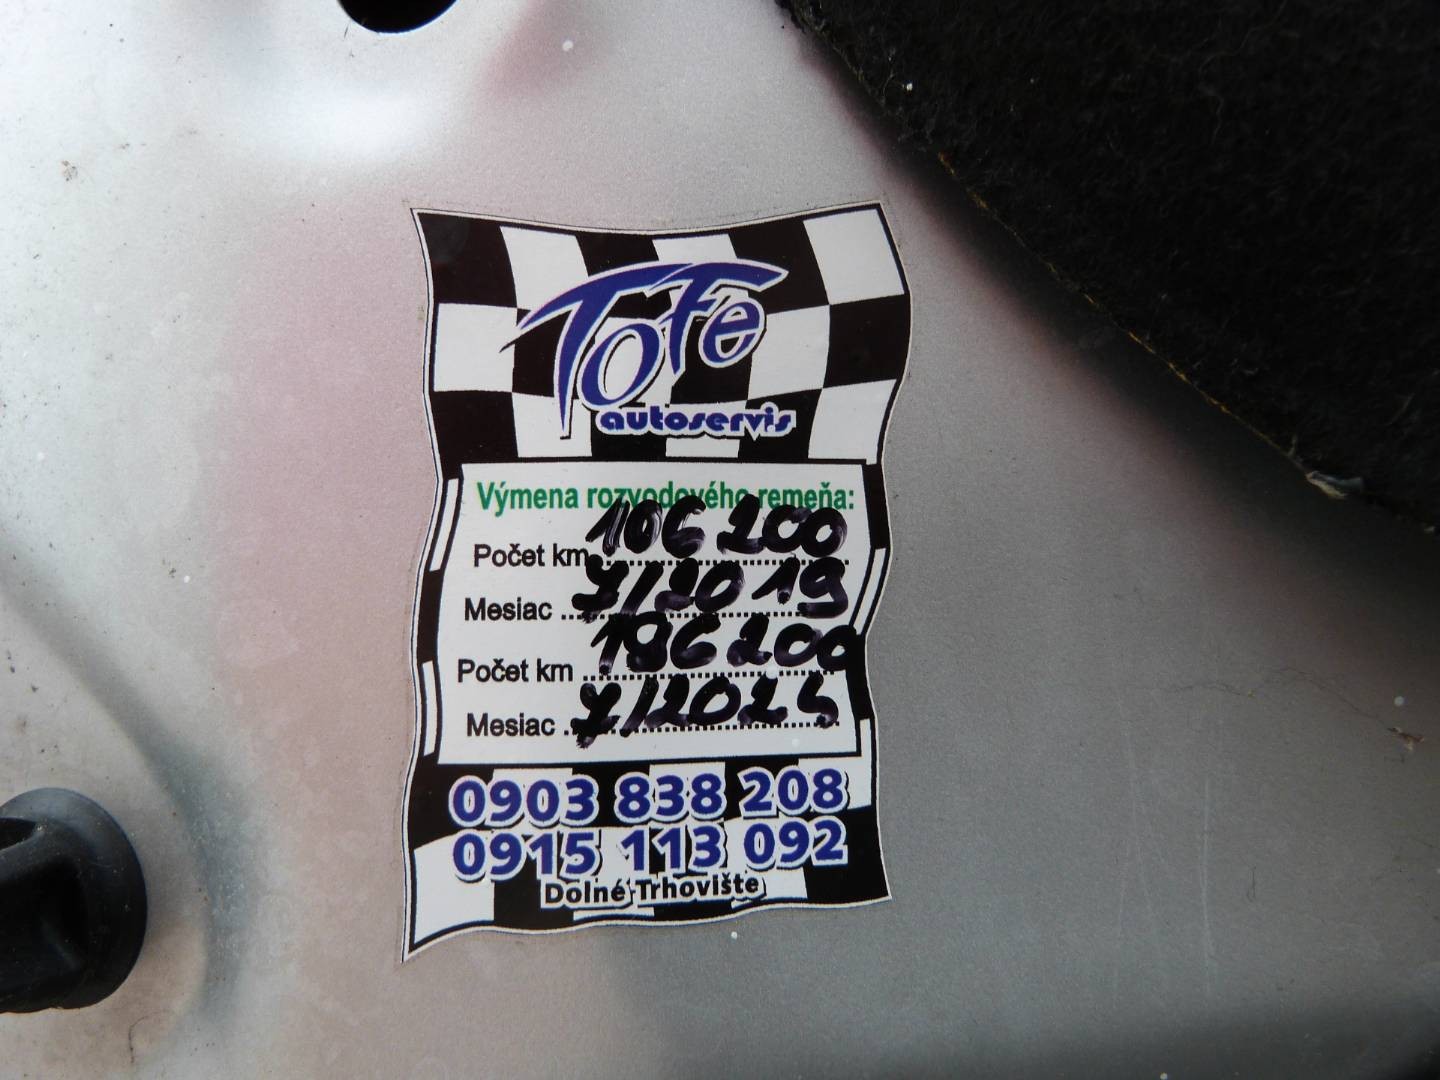 ToFe
autoservis
Výmena rozvodového remeňa:
Počet km 106 200
Mesiac 7/2019
Počet km 186 200
Mesiac 7/2024
0903 838 208
0915 113 092
Dolné Trhovište